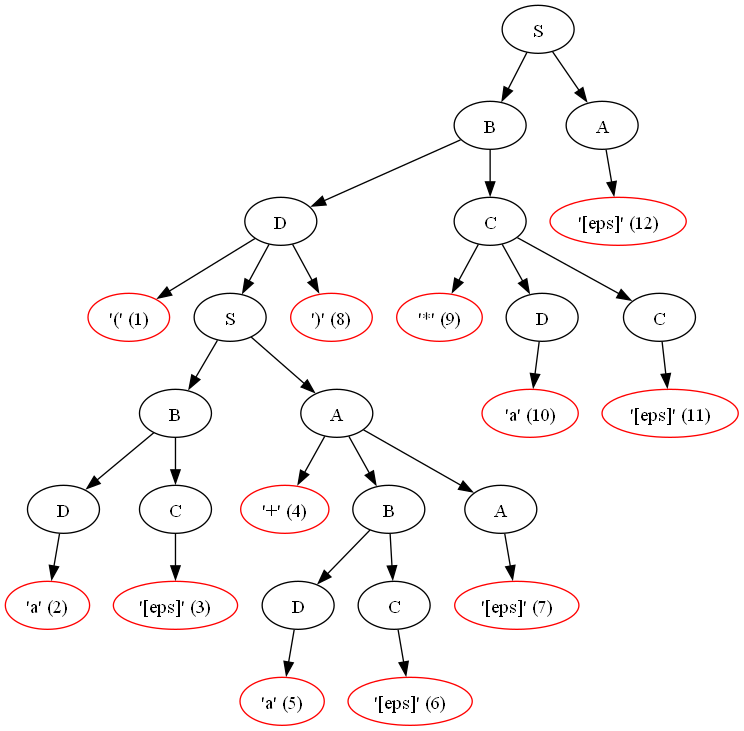 S
B A
D C '[eps]' (12)
'(' (1) S ')' (8) '*' (9) D C
B A 'a' (10) '[eps]' (11)
D C '+' (4) B A
'a' (2) '[eps]' (3) D C '[eps]' (7)
'a' (5) '[eps]' (6)